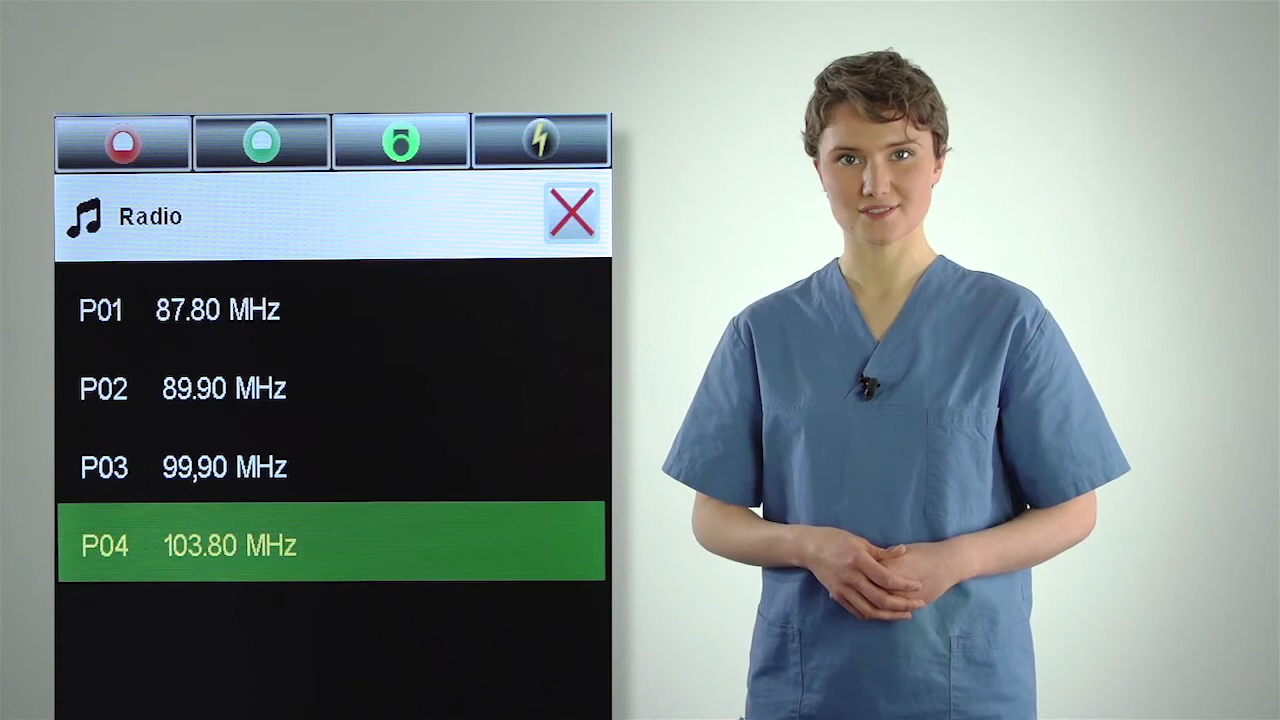 Radio
P01 87.80 MHz
P02 89.90 MHz
P03 99,90 MHz
P04 103.80 MHz